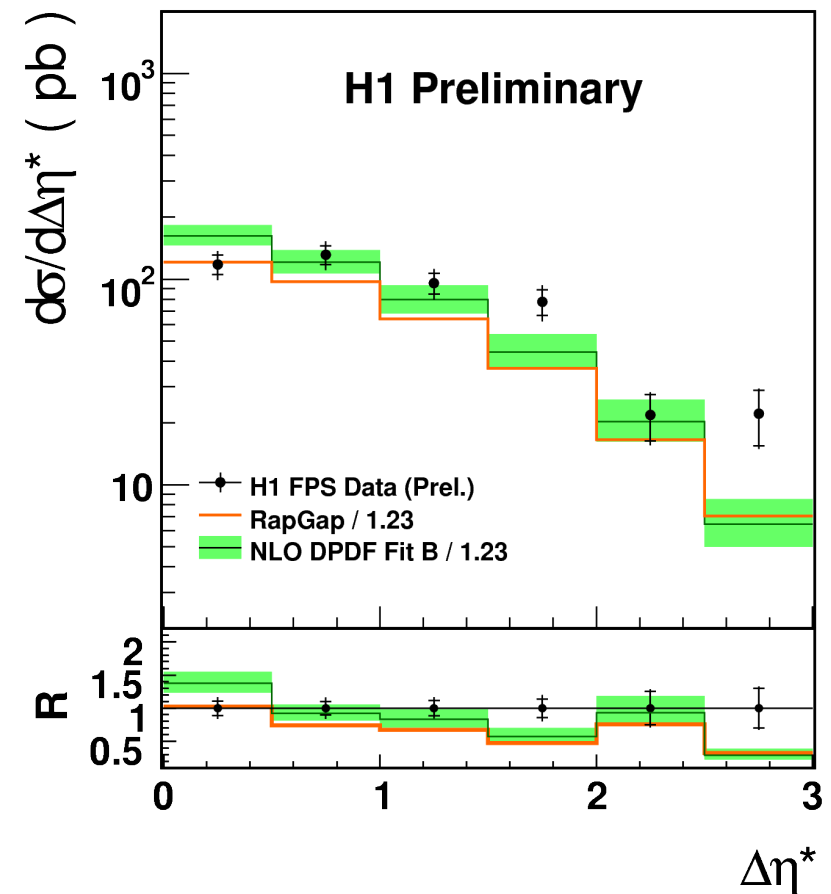 H1 Preliminary
dσ/dΔη* ( pb )
10³
10²
10
H1 FPS Data (Prel.)
RapGap / 1.23
NLO DPDF Fit B / 1.23
R
2
1.5
1
0.5
0 1 2 3
Δη*